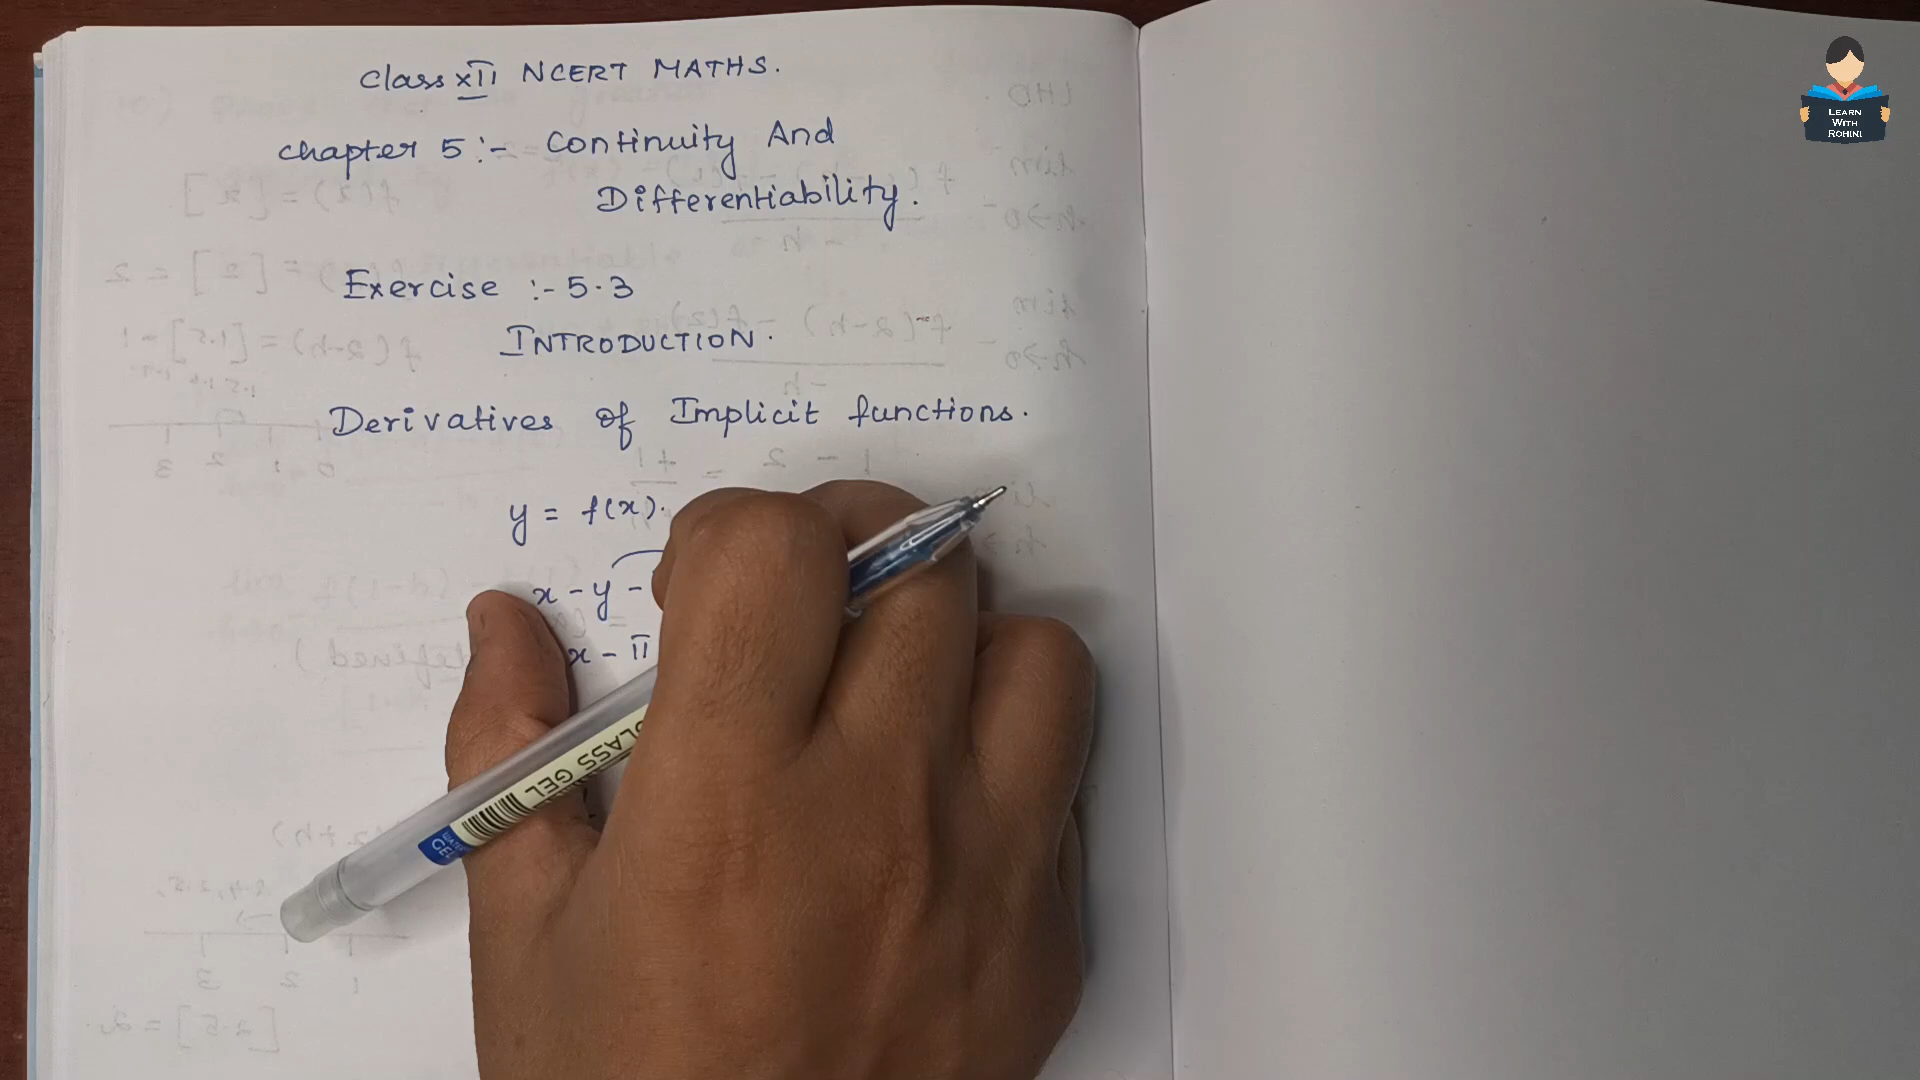 Class XII NCERT MATHS.
Chapter 5 :- Continuity And
Differentiability.
Exercise :- 5.3
INTRODUCTION.
Derivatives of Implicit functions.
y = f(x).
x - y -
x - π
GLASS GEL
LEARN
WITH
ROHINI